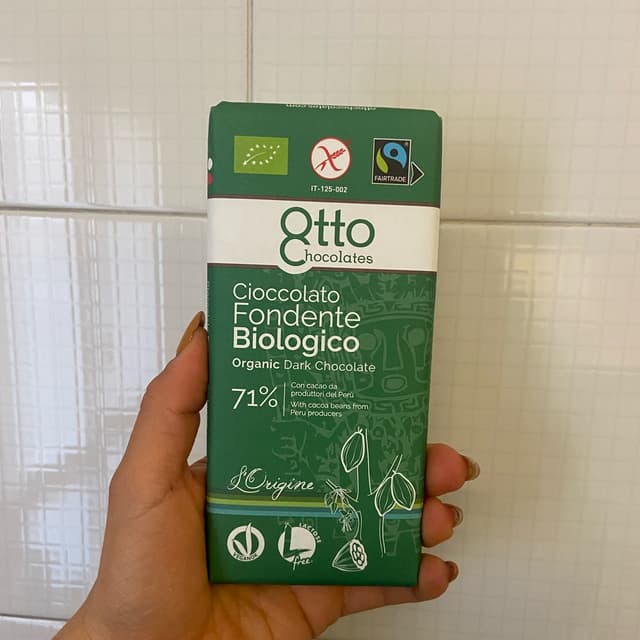 IT-125-002
FAIRTRADE
Otto
Chocolates
Cioccolato
Fondente
Biologico
Organic Dark Chocolate
71%
Con cacao da
produttori del Perù
With cocoa beans from
Peru producers
L'Origine
VEGANOK
LACTOSE
free